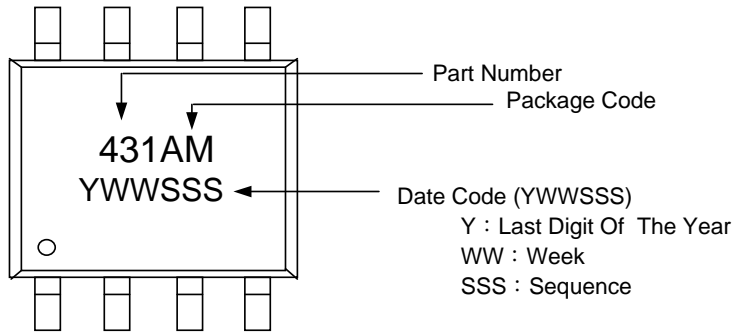 Part Number
Package Code
431AM
YWWSSS
Date Code (YWWSSS)
Y：Last Digit Of The Year
WW：Week
SSS：Sequence